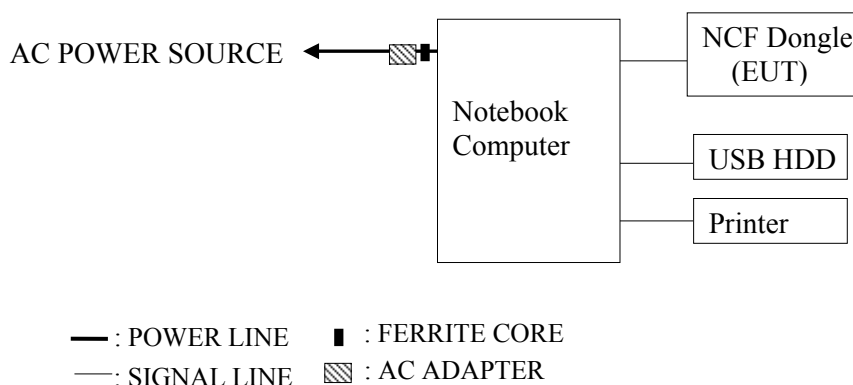 AC POWER SOURCE
Notebook
Computer
NCF Dongle
(EUT)
USB HDD
Printer
: POWER LINE
: FERRITE CORE
: SIGNAL LINE
: AC ADAPTER